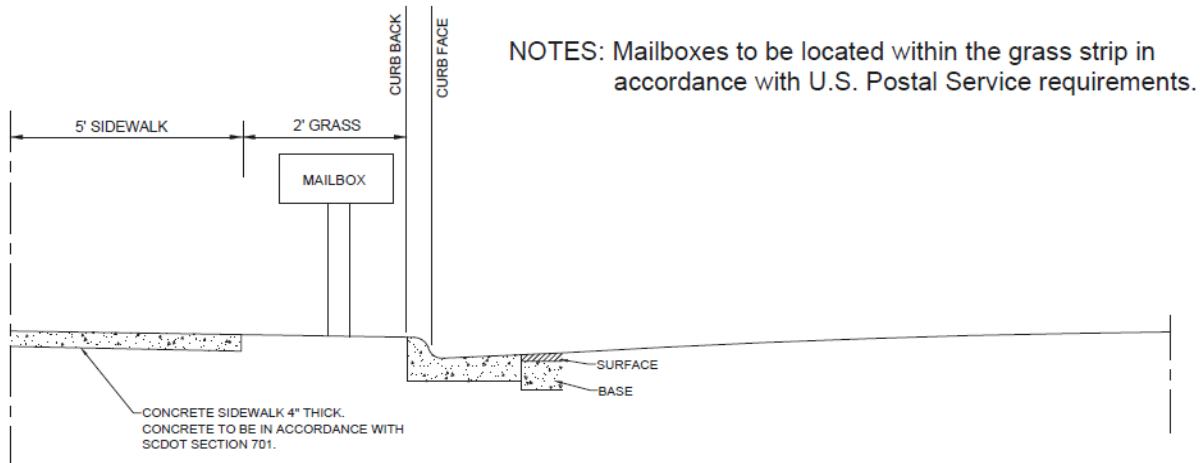 CURB BACK
CURB FACE
NOTES: Mailboxes to be located within the grass strip in
accordance with U.S. Postal Service requirements.
5' SIDEWALK
2' GRASS
MAILBOX
SURFACE
BASE
CONCRETE SIDEWALK 4" THICK.
CONCRETE TO BE IN ACCORDANCE WITH
SCDOT SECTION 701.